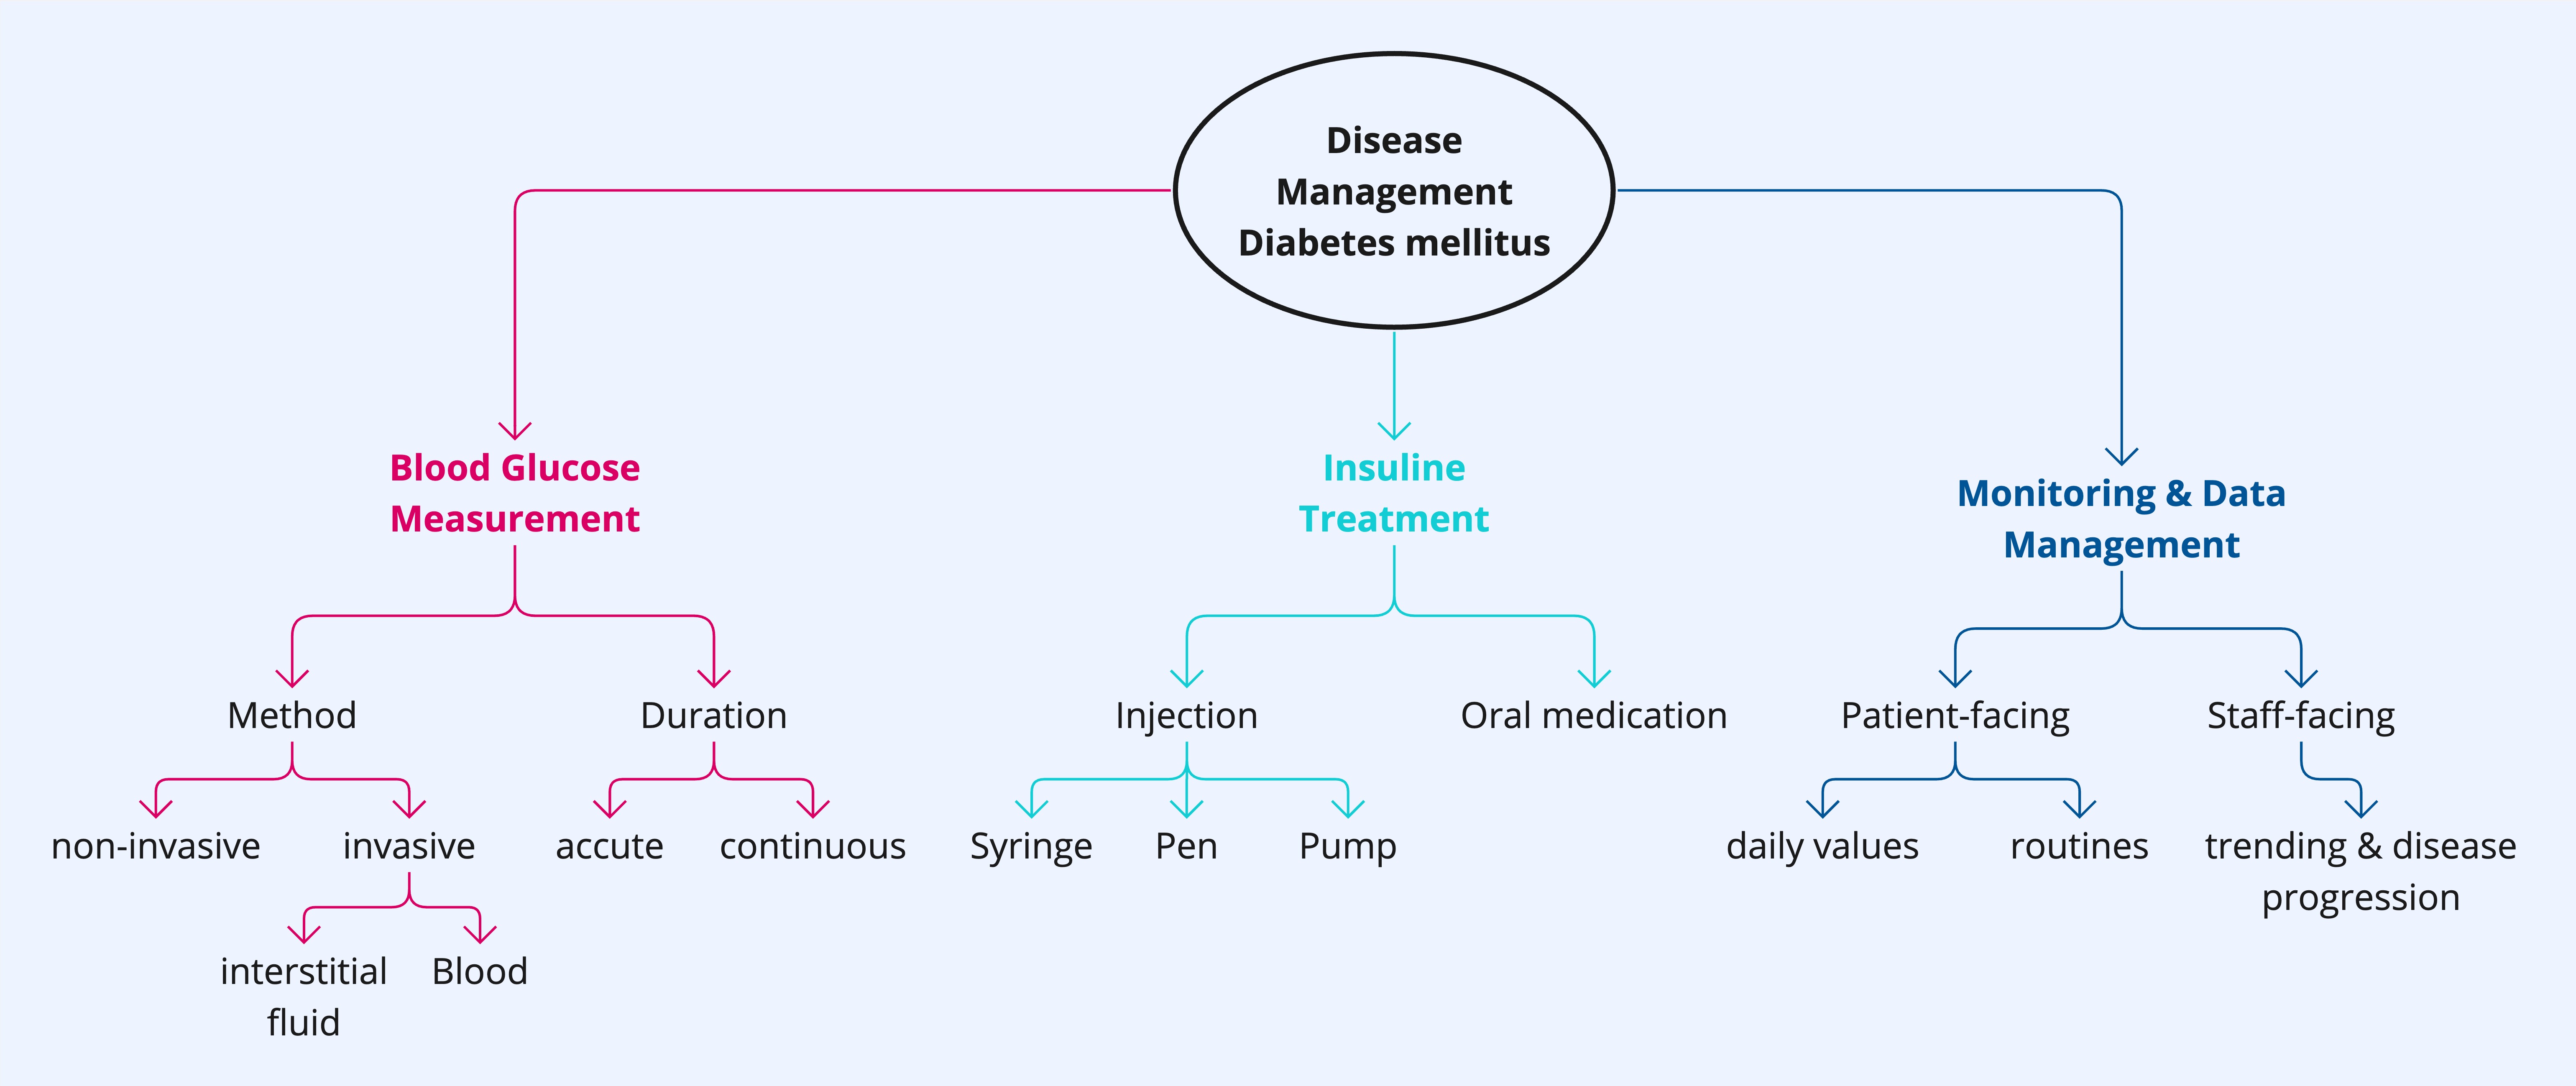 Disease
Management
Diabetes mellitus
Blood Glucose
Measurement
Insuline
Treatment
Monitoring & Data
Management
Method
Duration
Injection
Oral medication
Patient-facing
Staff-facing
non-invasive
invasive
accute
continuous
Syringe
Pen
Pump
daily values
routines
trending & disease
progression
interstitial
fluid
Blood